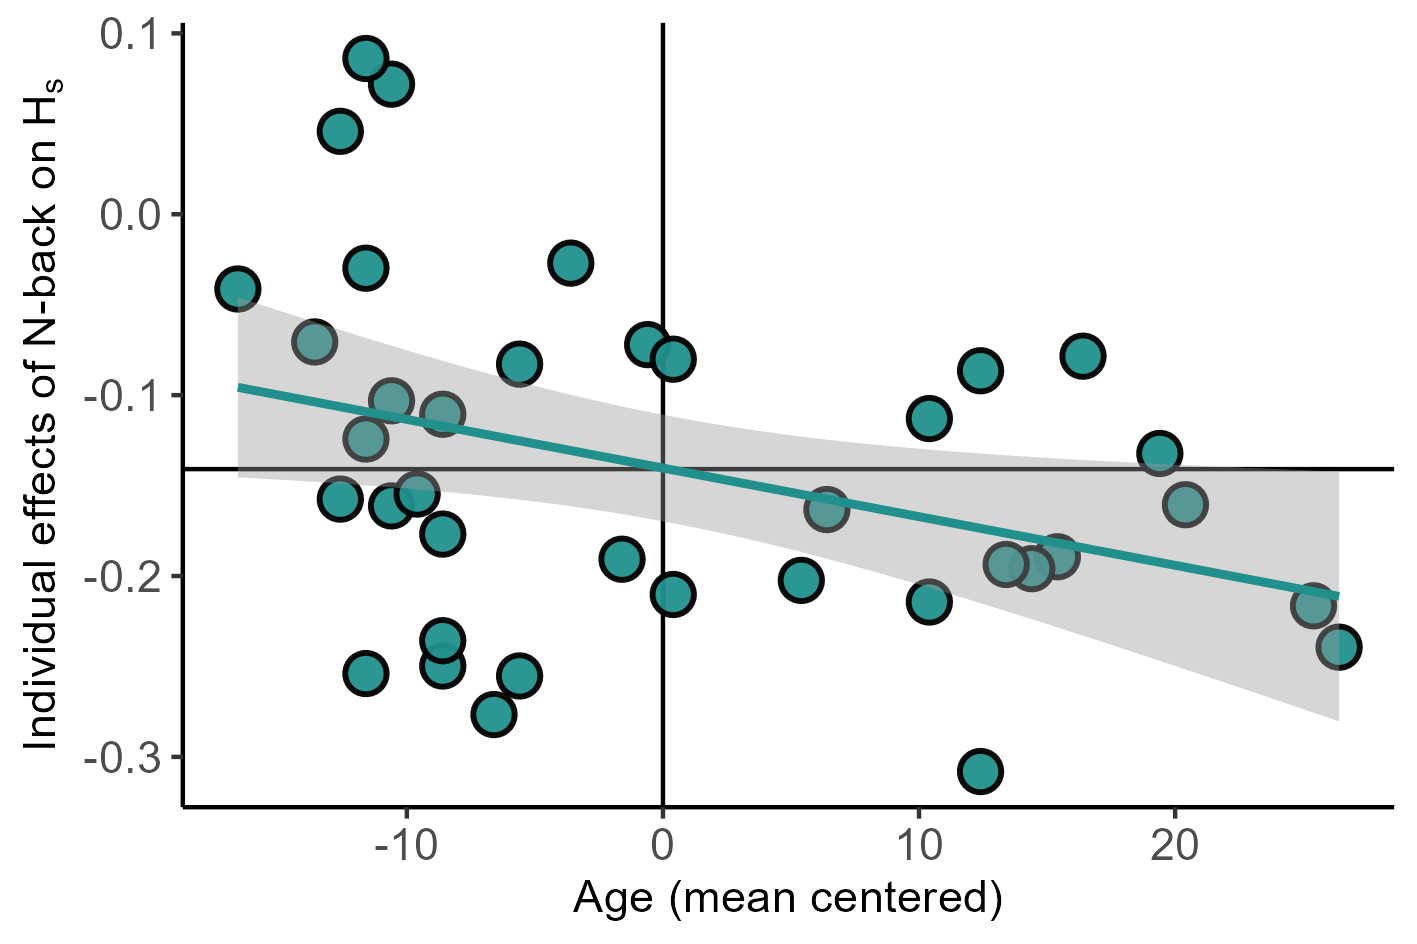 Individual effects of N-back on Hs
0.1
0.0
-0.1
-0.2
-0.3
-10 0 10 20
Age (mean centered)